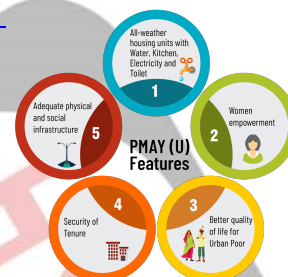 All-weather
housing units with
Water, Kitchen,
Electricity and
Toilet
1
Women
empowerment
2
3
Better quality
of life for
Urban Poor
4
Security of
Tenure
5
Adequate physical
and social
infrastructure
PMAY (U)
Features